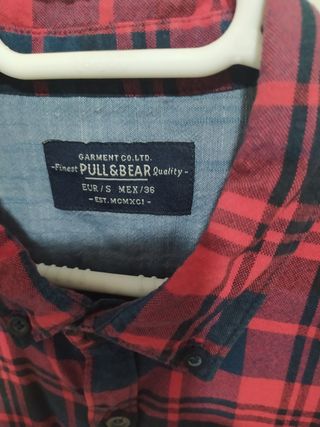 GARMENT CO.LTD.
-Finest PULL&BEAR Quality-
EUR/S MEX/36
-EST.MCMXCI-